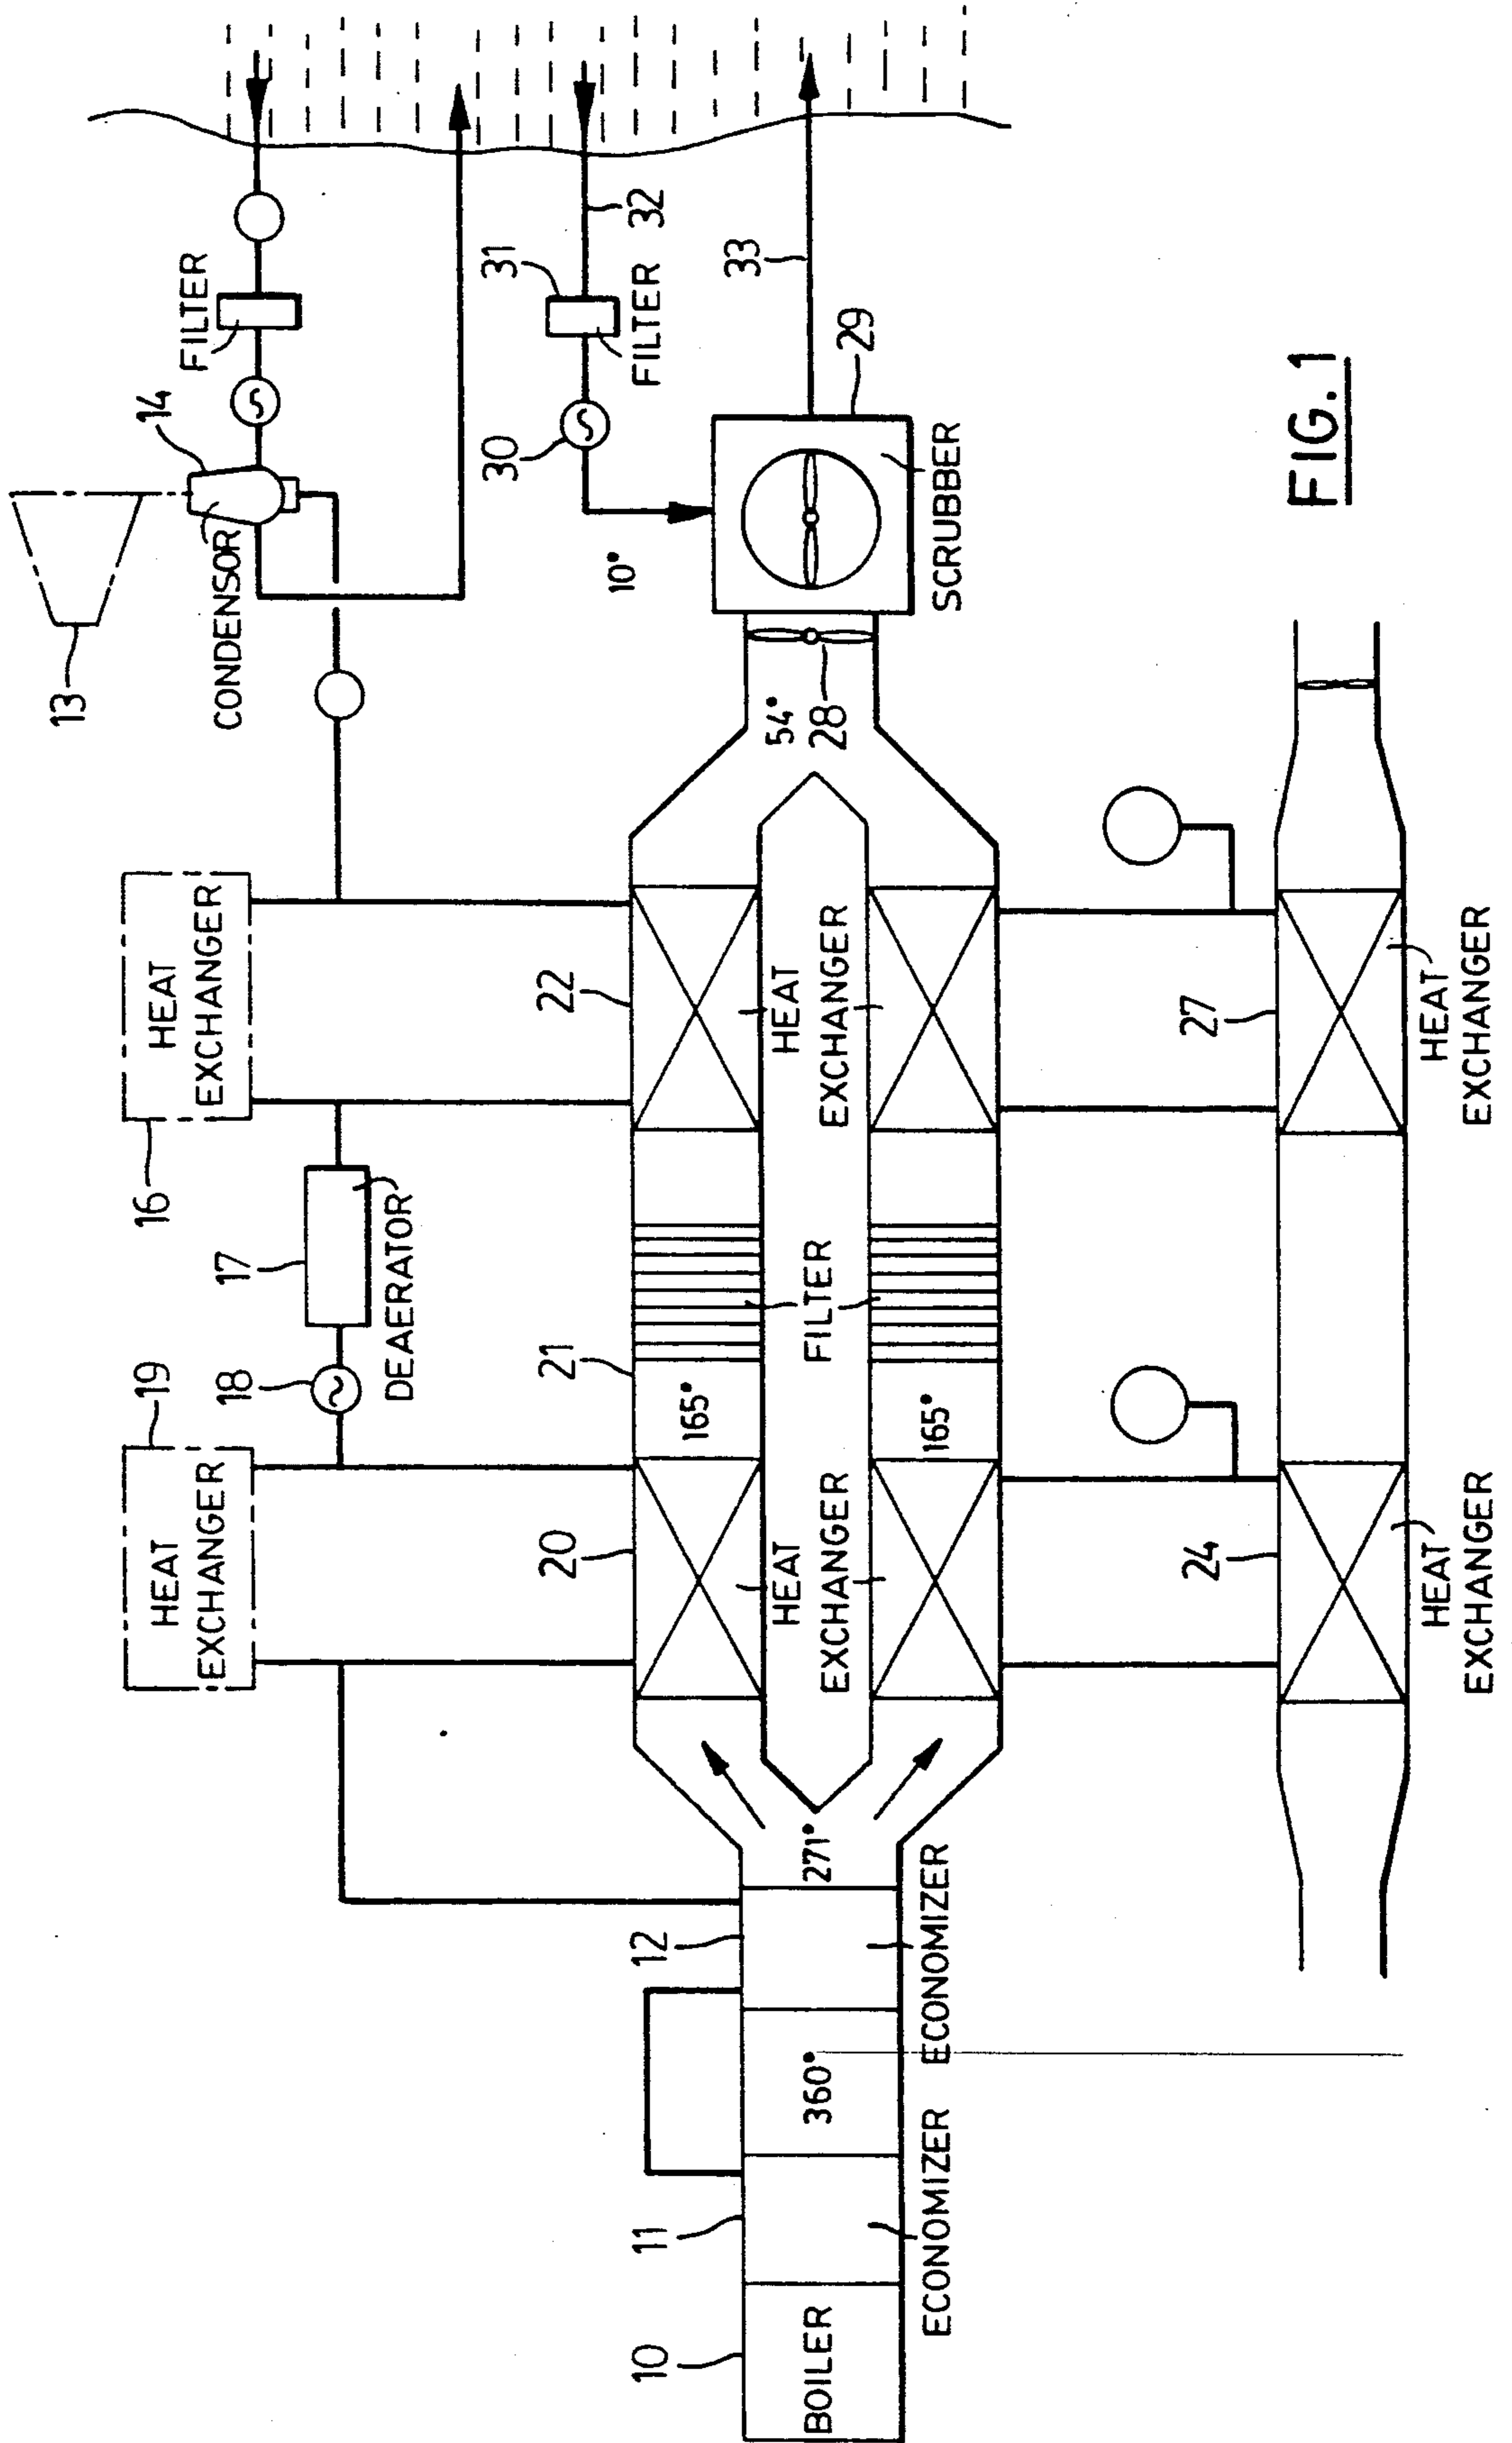 13
14
CONDENSOR
FILTER
HEAT
EXCHANGER
19
HEAT
EXCHANGER
16
18
17
DEAERATOR
30
31
FILTER
32
10°
10
11
12
20
21
22
BOILER
360°
271°
165°
165°
HEAT
EXCHANGER
FILTER
HEAT
EXCHANGER
54°
28
33
29
SCRUBBER
ECONOMIZER
ECONOMIZER
24
27
HEAT
EXCHANGER
HEAT
EXCHANGER
FIG. 1